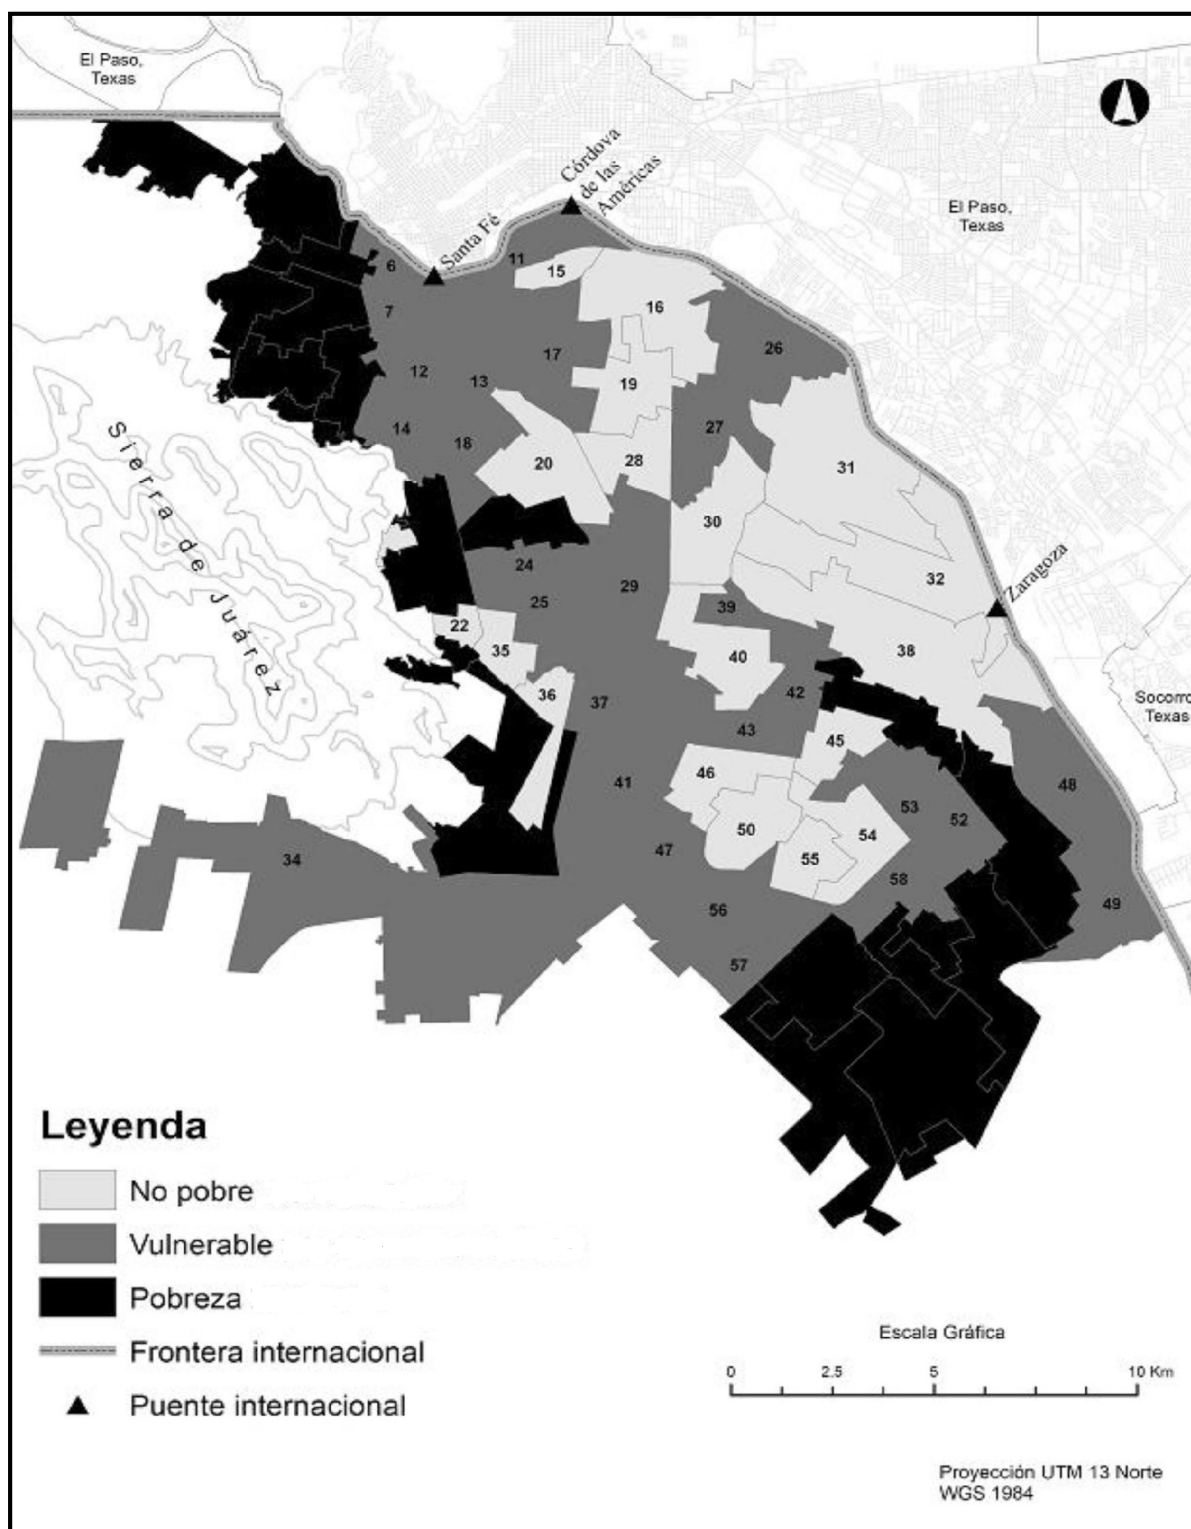 El Paso,
Texas
Córdova
de las
Américas
Santa Fé
El Paso,
Texas
6
11
15
7
16
17
26
12
13
19
14
18
27
20
28
31
30
24
29
32
25
39
Zaragoza
22
35
40
38
36
37
42
43
45
46
41
48
53
52
50
54
47
55
34
58
49
56
57
Sierra de Juárez
Socorro
Texas
Leyenda
No pobre
Vulnerable
Pobreza
Frontera internacional
Puente internacional
Escala Gráfica
0 2.5 5 10 Km
Proyección UTM 13 Norte
WGS 1984